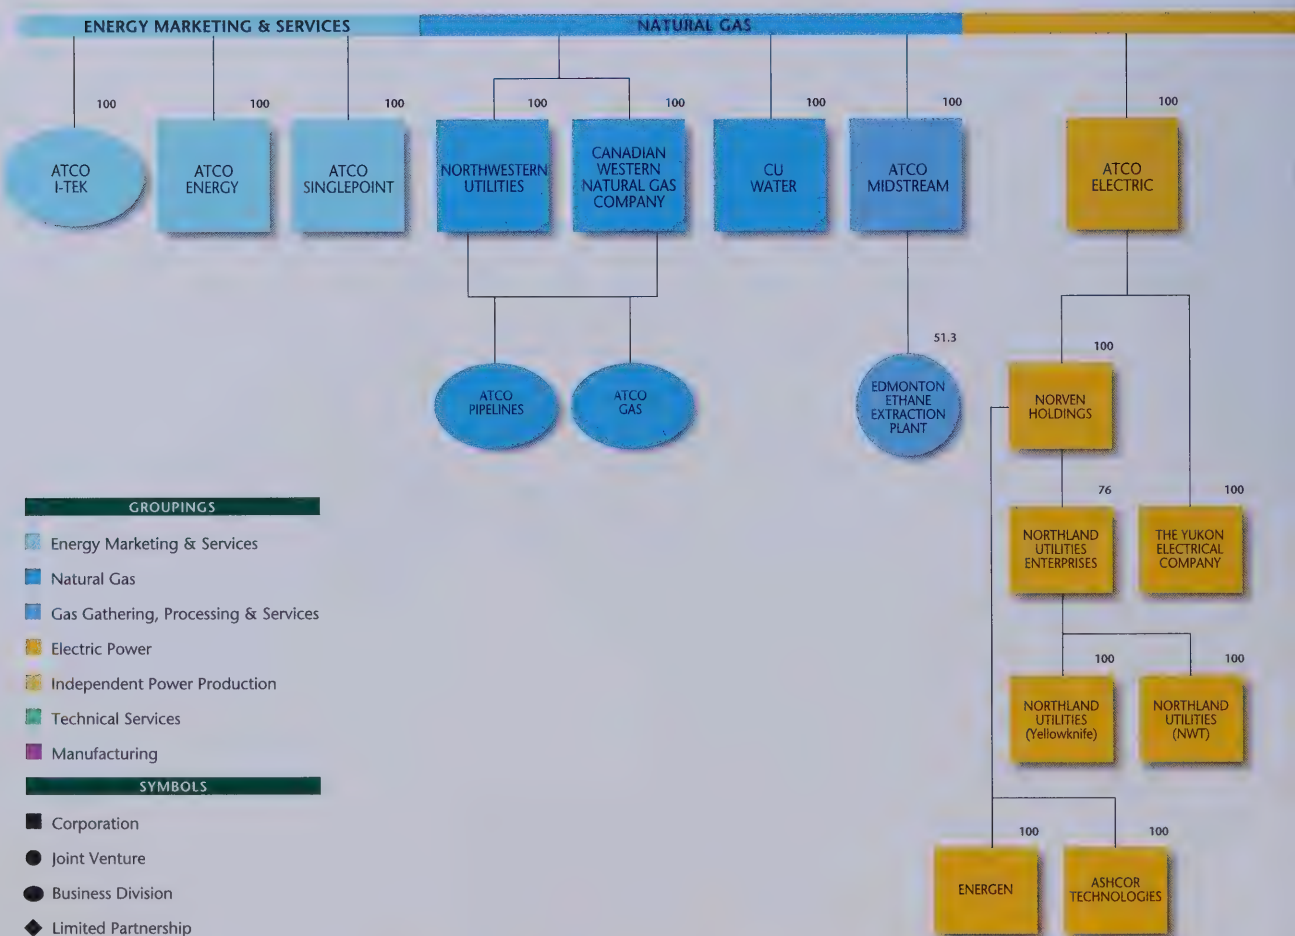 ENERGY MARKETING & SERVICES
NATURAL GAS
100
100
100
100
100
100
100
100
ATCO
I-TEK
ATCO
ENERGY
ATCO
SINGLEPOINT
NORTHWESTERN
UTILITIES
CANADIAN
WESTERN
NATURAL GAS
COMPANY
CU
WATER
ATCO
MIDSTREAM
ATCO
ELECTRIC
51.3
100
ATCO
PIPELINES
ATCO
GAS
EDMONTON
ETHANE
EXTRACTION
PLANT
NORVEN
HOLDINGS
76
100
NORTHLAND
UTILITIES
ENTERPRISES
THE YUKON
ELECTRICAL
COMPANY
100
100
NORTHLAND
UTILITIES
(Yellowknife)
NORTHLAND
UTILITIES
(NWT)
100
100
ENERGEN
ASHCOR
TECHNOLOGIES
GROUPINGS
Energy Marketing & Services
Natural Gas
Gas Gathering, Processing & Services
Electric Power
Independent Power Production
Technical Services
Manufacturing
SYMBOLS
Corporation
Joint Venture
Business Division
Limited Partnership